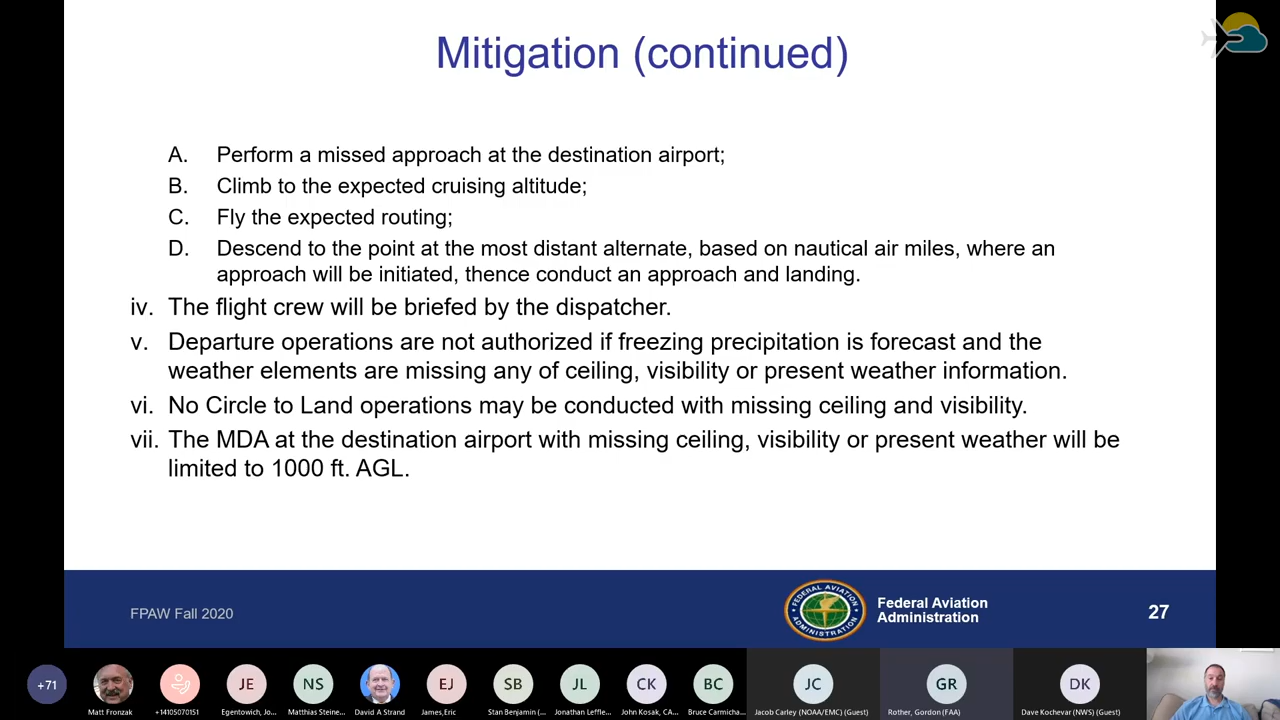 Mitigation (continued)
A. Perform a missed approach at the destination airport;
B. Climb to the expected cruising altitude;
C. Fly the expected routing;
D. Descend to the point at the most distant alternate, based on nautical air miles, where an
approach will be initiated, thence conduct an approach and landing.
iv. The flight crew will be briefed by the dispatcher.
v. Departure operations are not authorized if freezing precipitation is forecast and the
weather elements are missing any of ceiling, visibility or present weather information.
vi. No Circle to Land operations may be conducted with missing ceiling and visibility.
vii. The MDA at the destination airport with missing ceiling, visibility or present weather will be
limited to 1000 ft. AGL.
FPAW Fall 2020
FEDERAL AVIATION
ADMINISTRATION
Federal Aviation
Administration
27
+71
JE
NS
EJ
SB
JL
CK
BC
JC
GR
DK
Matt Fronzak
+14105070151
Egentowich, Jo...
Matthias Steine...
David A Strand
James,Eric
Stan Benjamin (...
Jonathan Leffle...
John Kosak, CA...
Bruce Carmicha...
Jacob Carley (NOAA/EMC) (Guest)
Rother, Gordon (FAA)
Dave Kochevar (NWS) (Guest)